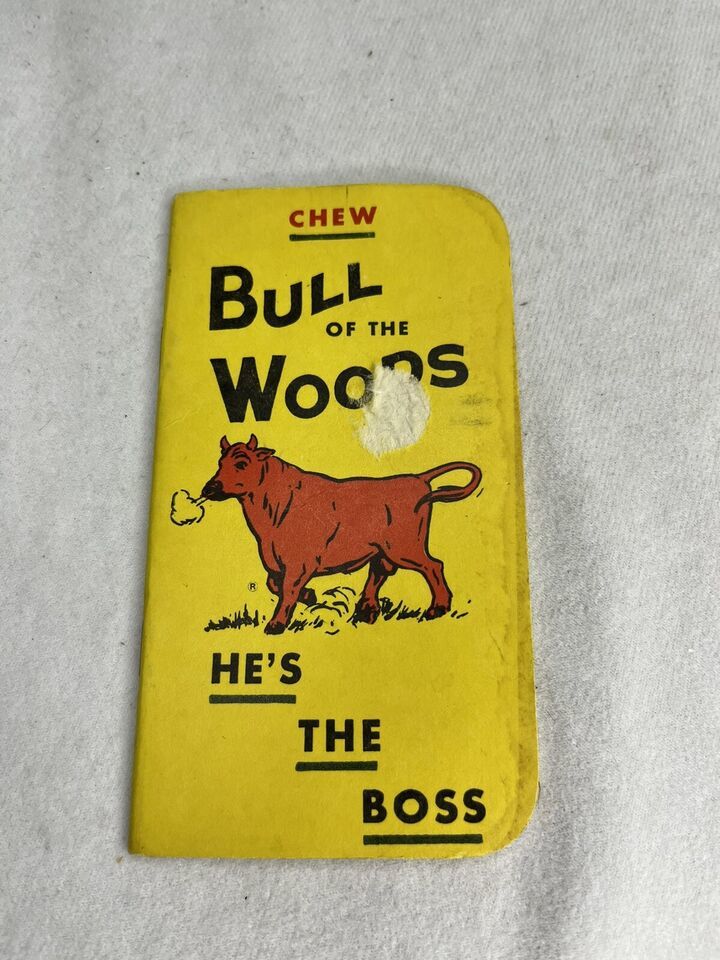 CHEW
BULL
OF THE
WOODS
®
HE'S
THE
BOSS